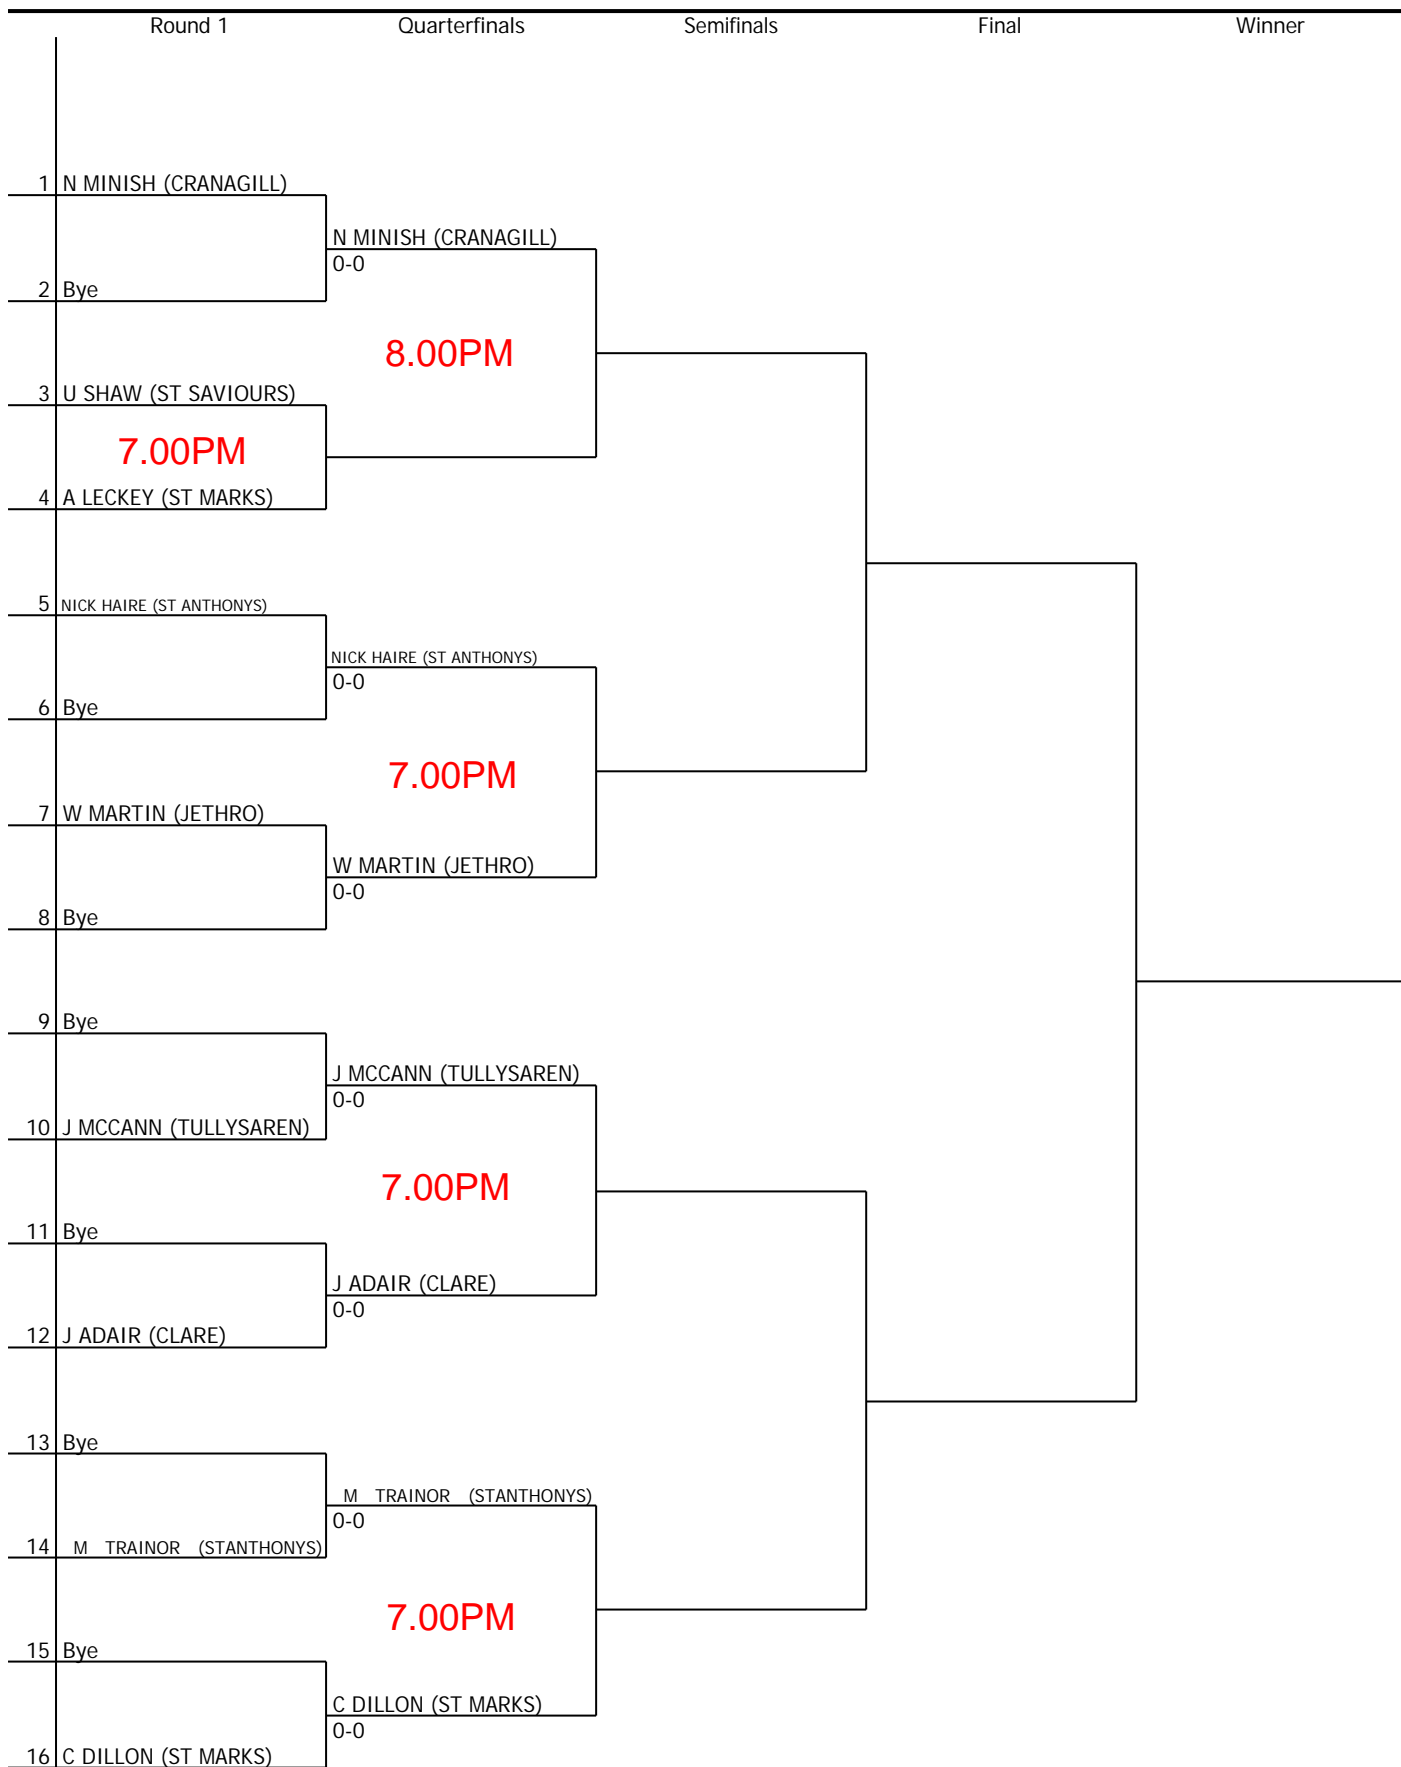 Round 1 Quarterfinals Semifinals Final Winner
1 N MINISH (CRANAGILL)
N MINISH (CRANAGILL)
0-0
2 Bye
8.00PM
3 U SHAW (ST SAVIOURS)
7.00PM
4 A LECKEY (ST MARKS)
5 NICK HAIRE (ST ANTHONYS)
NICK HAIRE (ST ANTHONYS)
0-0
6 Bye
7.00PM
7 W MARTIN (JETHRO)
W MARTIN (JETHRO)
0-0
8 Bye
9 Bye
J MCCANN (TULLYSAREN)
0-0
10 J MCCANN (TULLYSAREN)
7.00PM
11 Bye
J ADAIR (CLARE)
0-0
12 J ADAIR (CLARE)
13 Bye
M TRAINOR (STANTHONYS)
0-0
14 M TRAINOR (STANTHONYS)
7.00PM
15 Bye
C DILLON (ST MARKS)
0-0
16 C DILLON (ST MARKS)